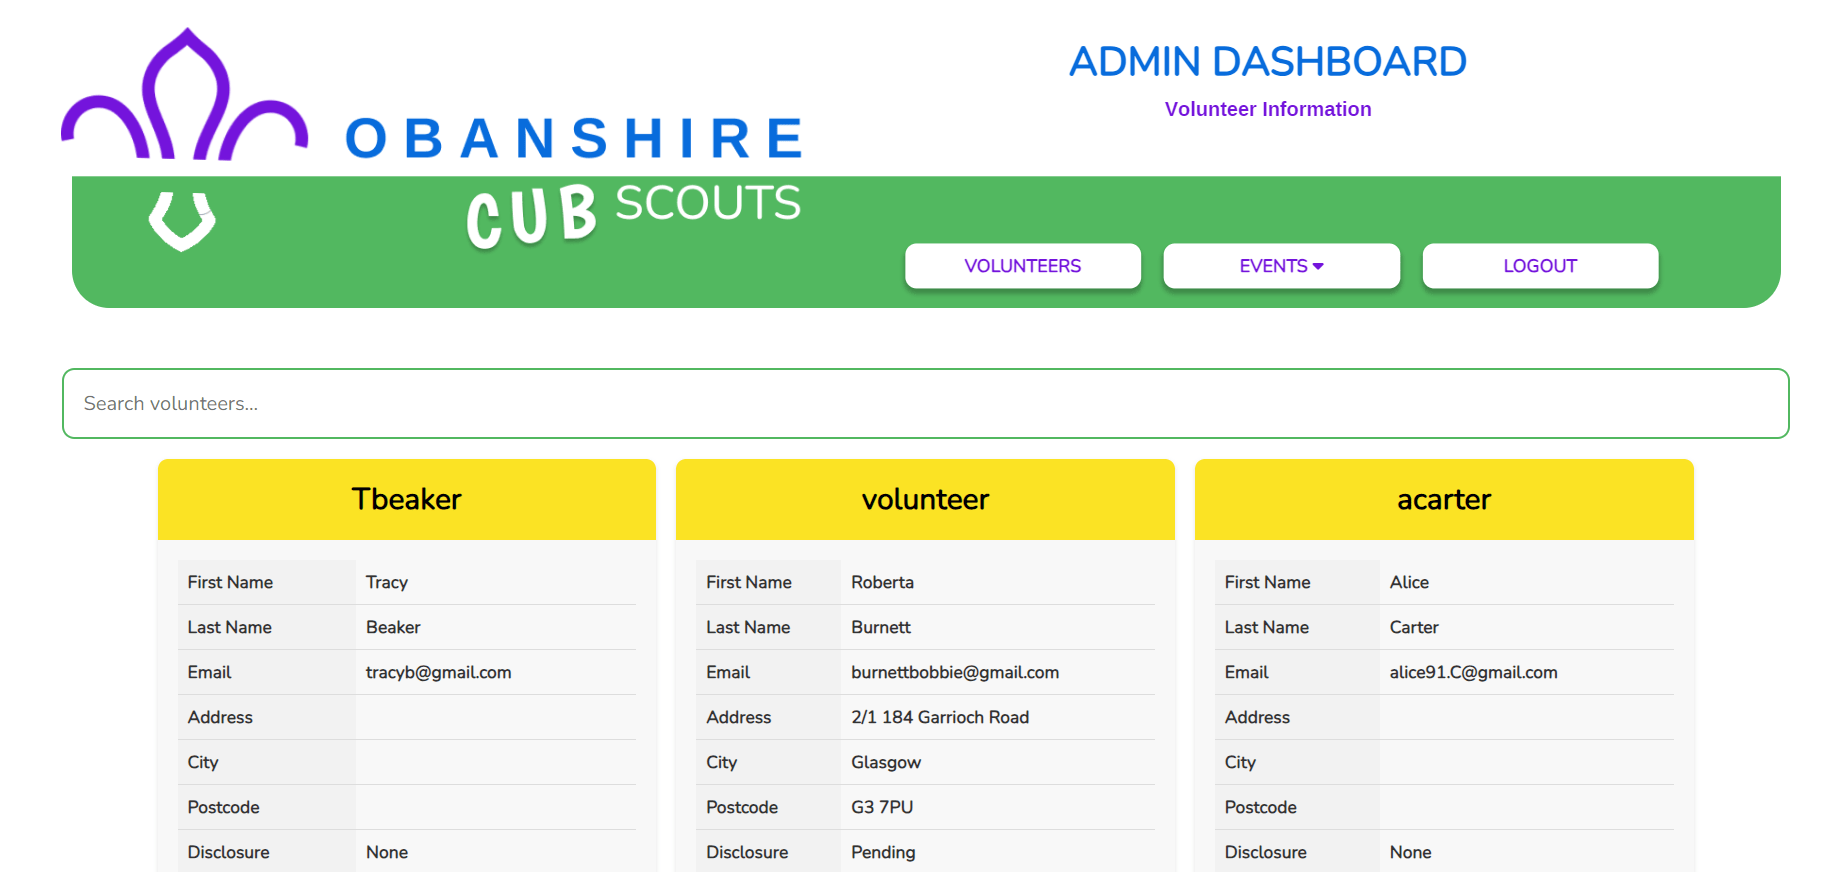 ADMIN DASHBOARD
Volunteer Information
OBANSHIRE
CUB SCOUTS
VOLUNTEERS
EVENTS
LOGOUT
Search volunteers...
Tbeaker
First Name Tracy
Last Name Beaker
Email tracyb@gmail.com
Address
City
Postcode
Disclosure None
volunteer
First Name Roberta
Last Name Burnett
Email burnettbobbie@gmail.com
Address 2/1 184 Garrioch Road
City Glasgow
Postcode G3 7PU
Disclosure Pending
acarter
First Name Alice
Last Name Carter
Email alice91.C@gmail.com
Address
City
Postcode
Disclosure None